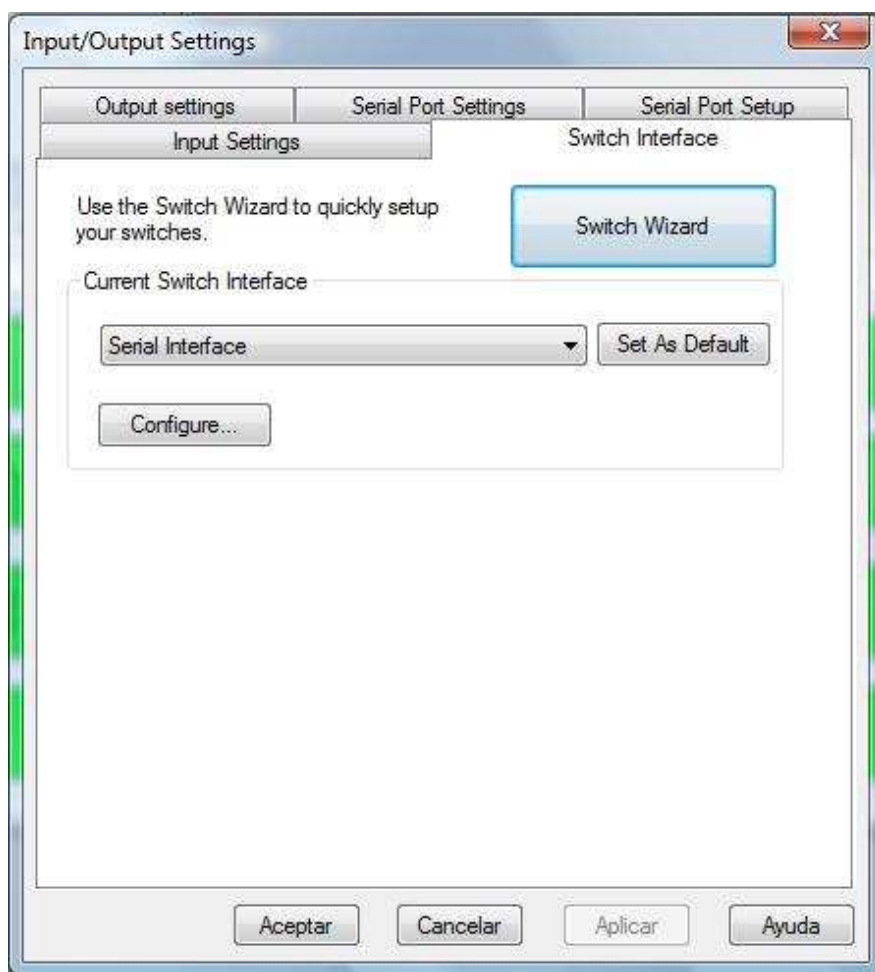 Input/Output Settings
Output settings
Serial Port Settings
Serial Port Setup
Input Settings
Switch Interface
Use the Switch Wizard to quickly setup
your switches.
Switch Wizard
Current Switch Interface
Serial Interface
Set As Default
Configure...
Aceptar
Cancelar
Aplicar
Ayuda